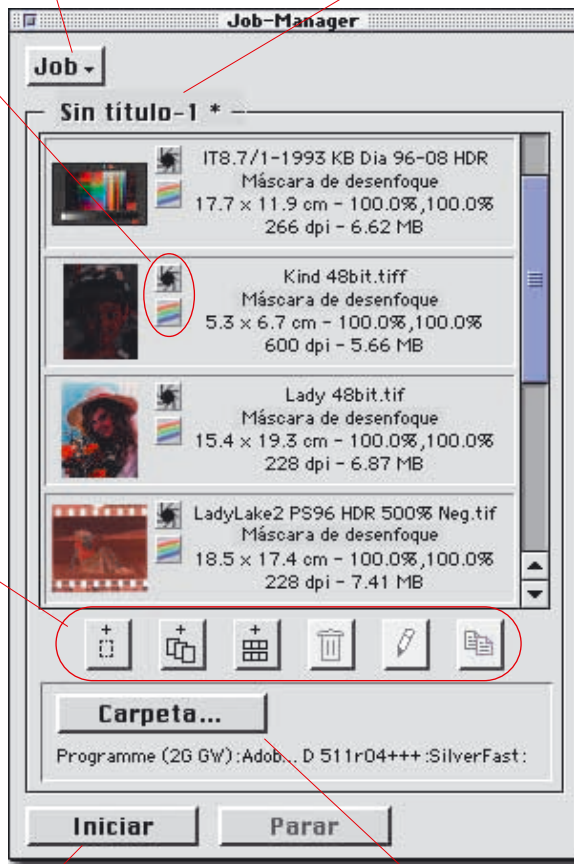 Job-Manager
Job
Sin título-1 *
IT8.7/1-1993 KB Dia 96-08 HDR
Máscara de desenfoque
17.7 x 11.9 cm - 100.0%,100.0%
266 dpi - 6.62 MB
Kind 48bit.tiff
Máscara de desenfoque
5.3 x 6.7 cm - 100.0%,100.0%
600 dpi - 5.66 MB
Lady 48bit.tif
Máscara de desenfoque
15.4 x 19.3 cm - 100.0%,100.0%
228 dpi - 6.87 MB
LadyLake2 PS96 HDR 500% Neg.tif
Máscara de desenfoque
18.5 x 17.4 cm - 100.0%,100.0%
228 dpi - 7.41 MB
Carpeta...
Programme (2G GW):Adob... D 511r04+++:SilverFast:
Iniciar Parar